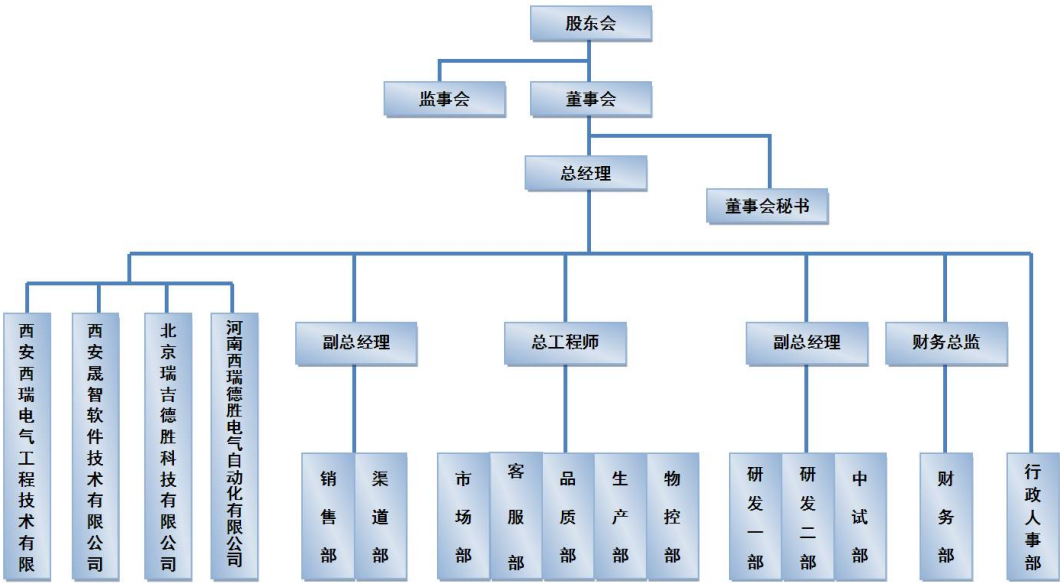 股东会
监事会
董事会
总经理
董事会秘书
副总经理
总工程师
副总经理
财务总监
西安西瑞电气工程技术有限
西安晟智软件技术有限公司
北京瑞吉德胜科技有限公司
河南西瑞德胜电气自动化有限公司
销售部
渠道部
市场部
客服部
品质部
生产部
物控部
研发一部
研发二部
中试部
财务部
行政人事部